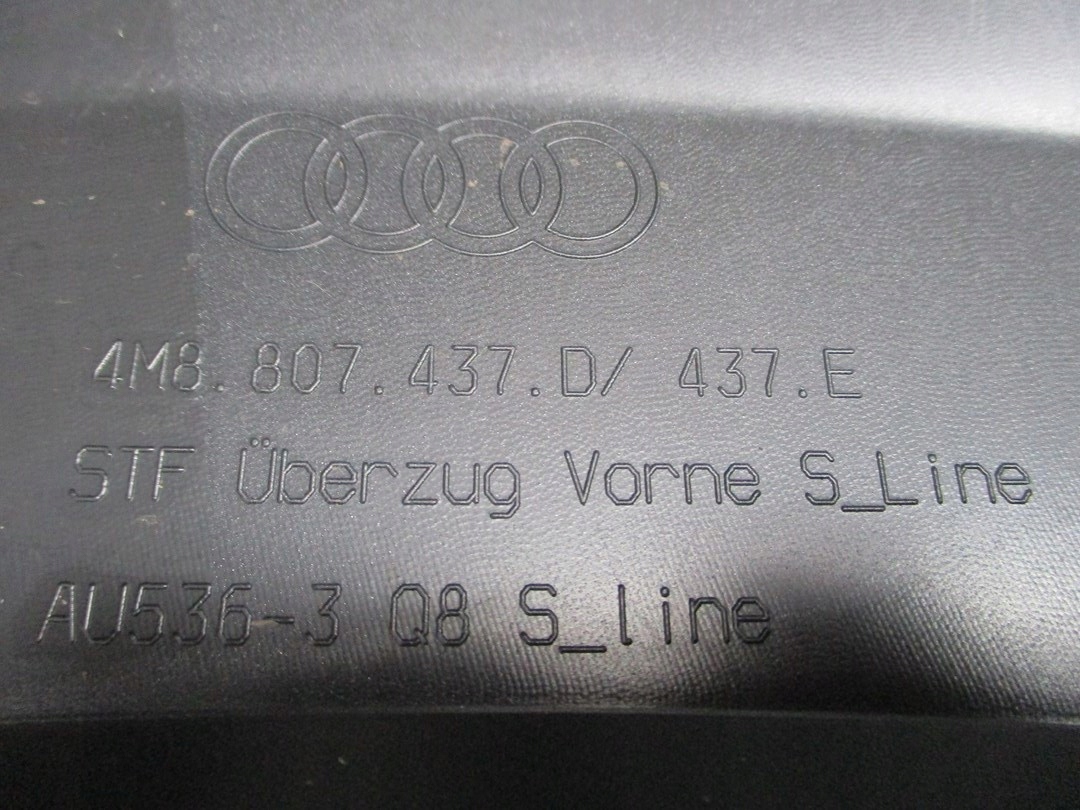 4M8.807.437.D/ 437.E
STF Überzug Vorne S_Line
AU536-3 Q8 S_line